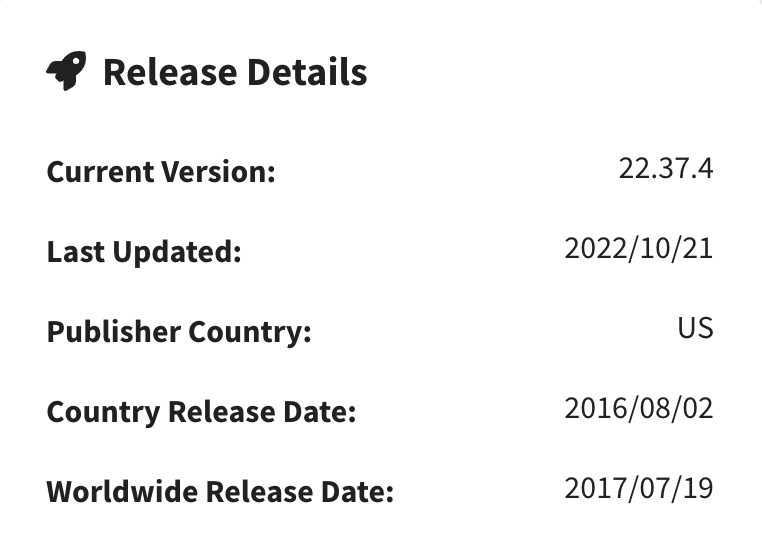 Release Details
Current Version: 22.37.4
Last Updated: 2022/10/21
Publisher Country: US
Country Release Date: 2016/08/02
Worldwide Release Date: 2017/07/19